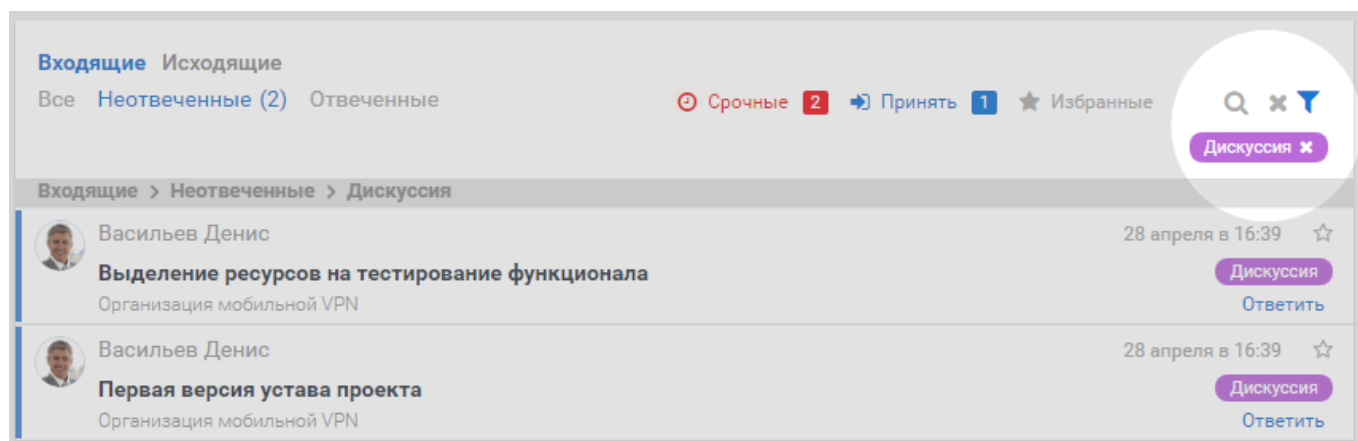 Входящие Исходящие
Все Неотвеченные (2) Отвеченные Срочные 2 Принять 1 Избранные
Дискуссия
Входящие > Неотвеченные > Дискуссия
Васильев Денис 28 апреля в 16:39
Выделение ресурсов на тестирование функционала Дискуссия
Организация мобильной VPN Ответить
Васильев Денис 28 апреля в 16:39
Первая версия устава проекта Дискуссия
Организация мобильной VPN Ответить